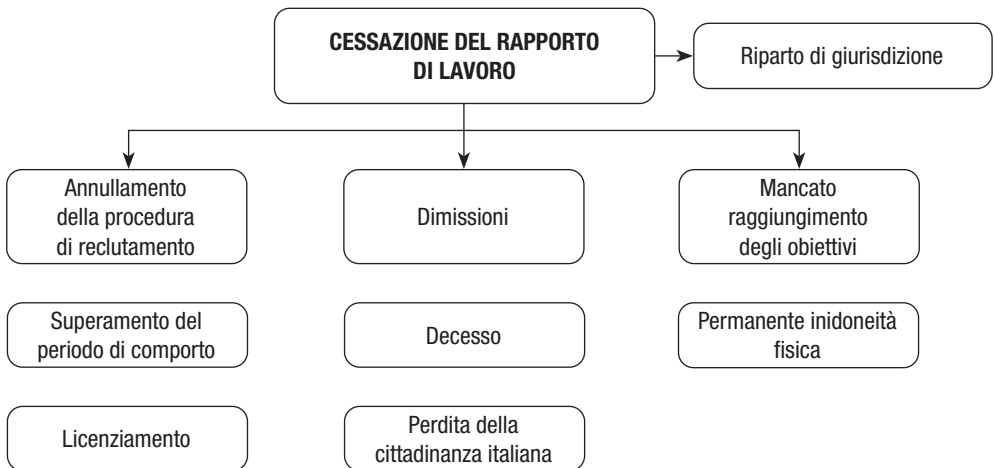 CESSAZIONE DEL RAPPORTO
DI LAVORO
Riparto di giurisdizione
Annullamento
della procedura
di reclutamento
Dimissioni
Mancato
raggiungimento
degli obiettivi
Superamento del
periodo di comporto
Decesso
Permanente inidoneità
fisica
Licenziamento
Perdita della
cittadinanza italiana